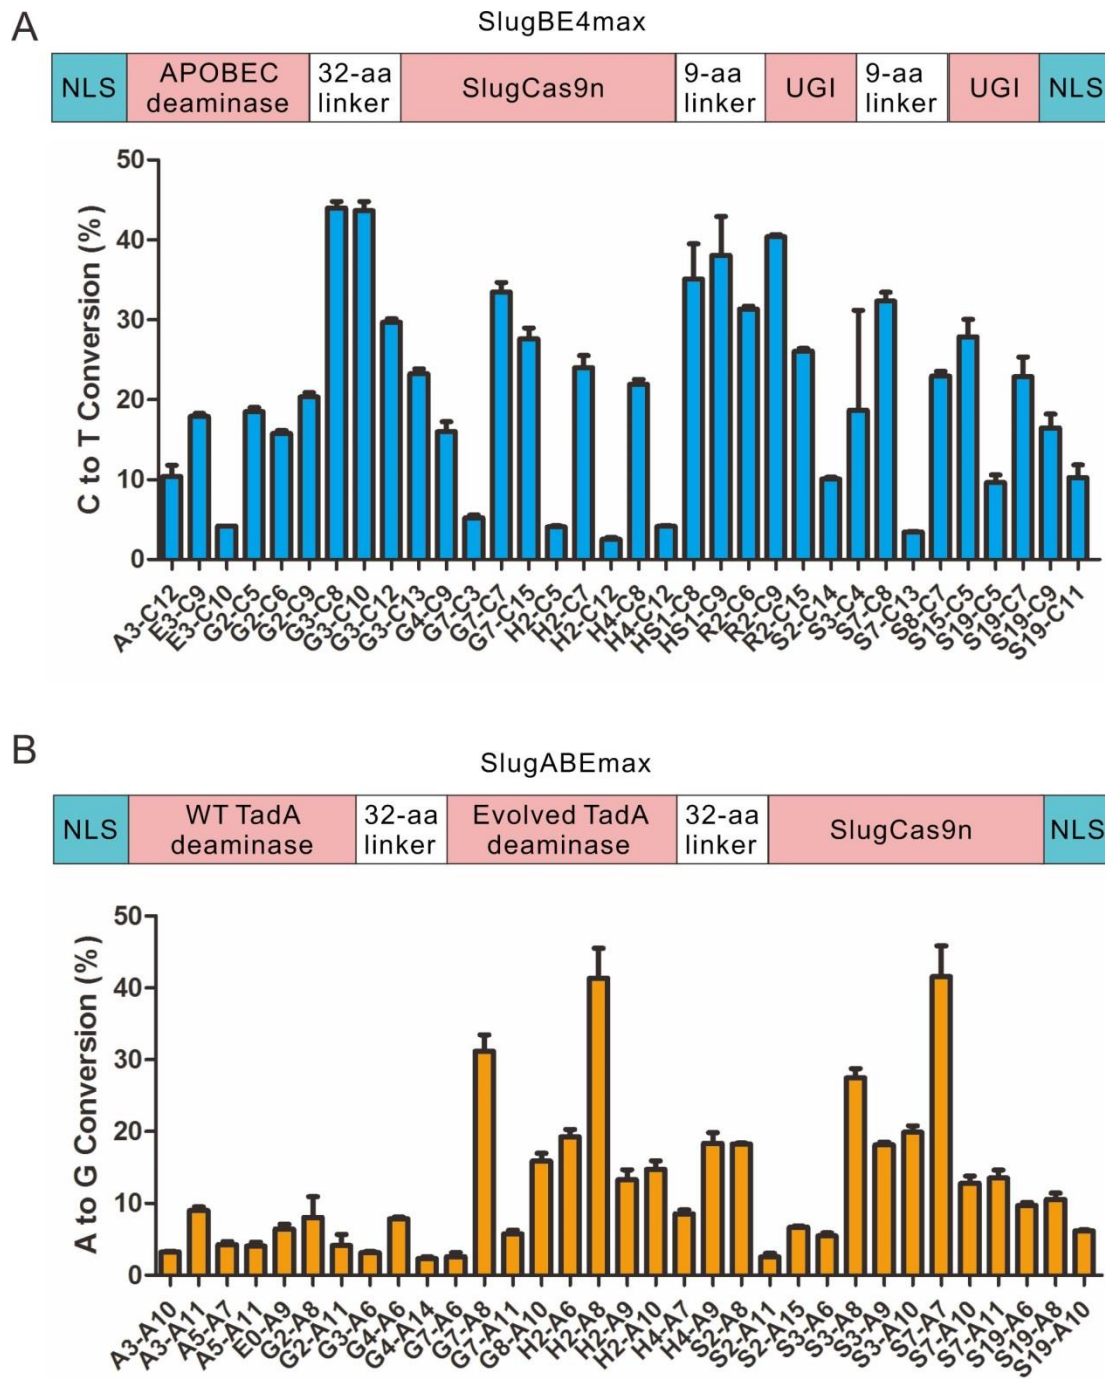 A
SlugBE4max
NLS
APOBEC
deaminase
32-aa
linker
SlugCas9n
9-aa
linker
UGI
9-aa
linker
UGI
NLS
C to T Conversion (%)
50
40
30
20
10
0
A3-C12
E3-C9
E3-C10
G2-C5
G2-C6
G2-C9
G3-C8
G3-C10
G3-C12
G3-C13
G4-C9
G7-C3
G7-C7
G7-C15
H2-C5
H2-C7
H2-C12
H4-C8
H4-C12
HS1-C8
HS1-C9
R2-C6
R2-C9
R2-C15
S2-C14
S3-C4
S7-C8
S7-C13
S8-C7
S15-C5
S19-C5
S19-C7
S19-C9
S19-C11
B
SlugABEmax
NLS
WT TadA
deaminase
32-aa
linker
Evolved TadA
deaminase
32-aa
linker
SlugCas9n
NLS
A to G Conversion (%)
50
40
30
20
10
0
A3-A10
A3-A11
A5-A7
A5-A11
E0-A9
G2-A8
G2-A11
G3-A6
G4-A6
G4-A14
G7-A6
G7-A8
G7-A11
G8-A10
H2-A6
H2-A8
H2-A9
H2-A10
H4-A7
H4-A9
S2-A8
S2-A11
S2-A15
S3-A6
S3-A8
S3-A9
S3-A10
S7-A7
S7-A10
S7-A11
S19-A6
S19-A8
S19-A10